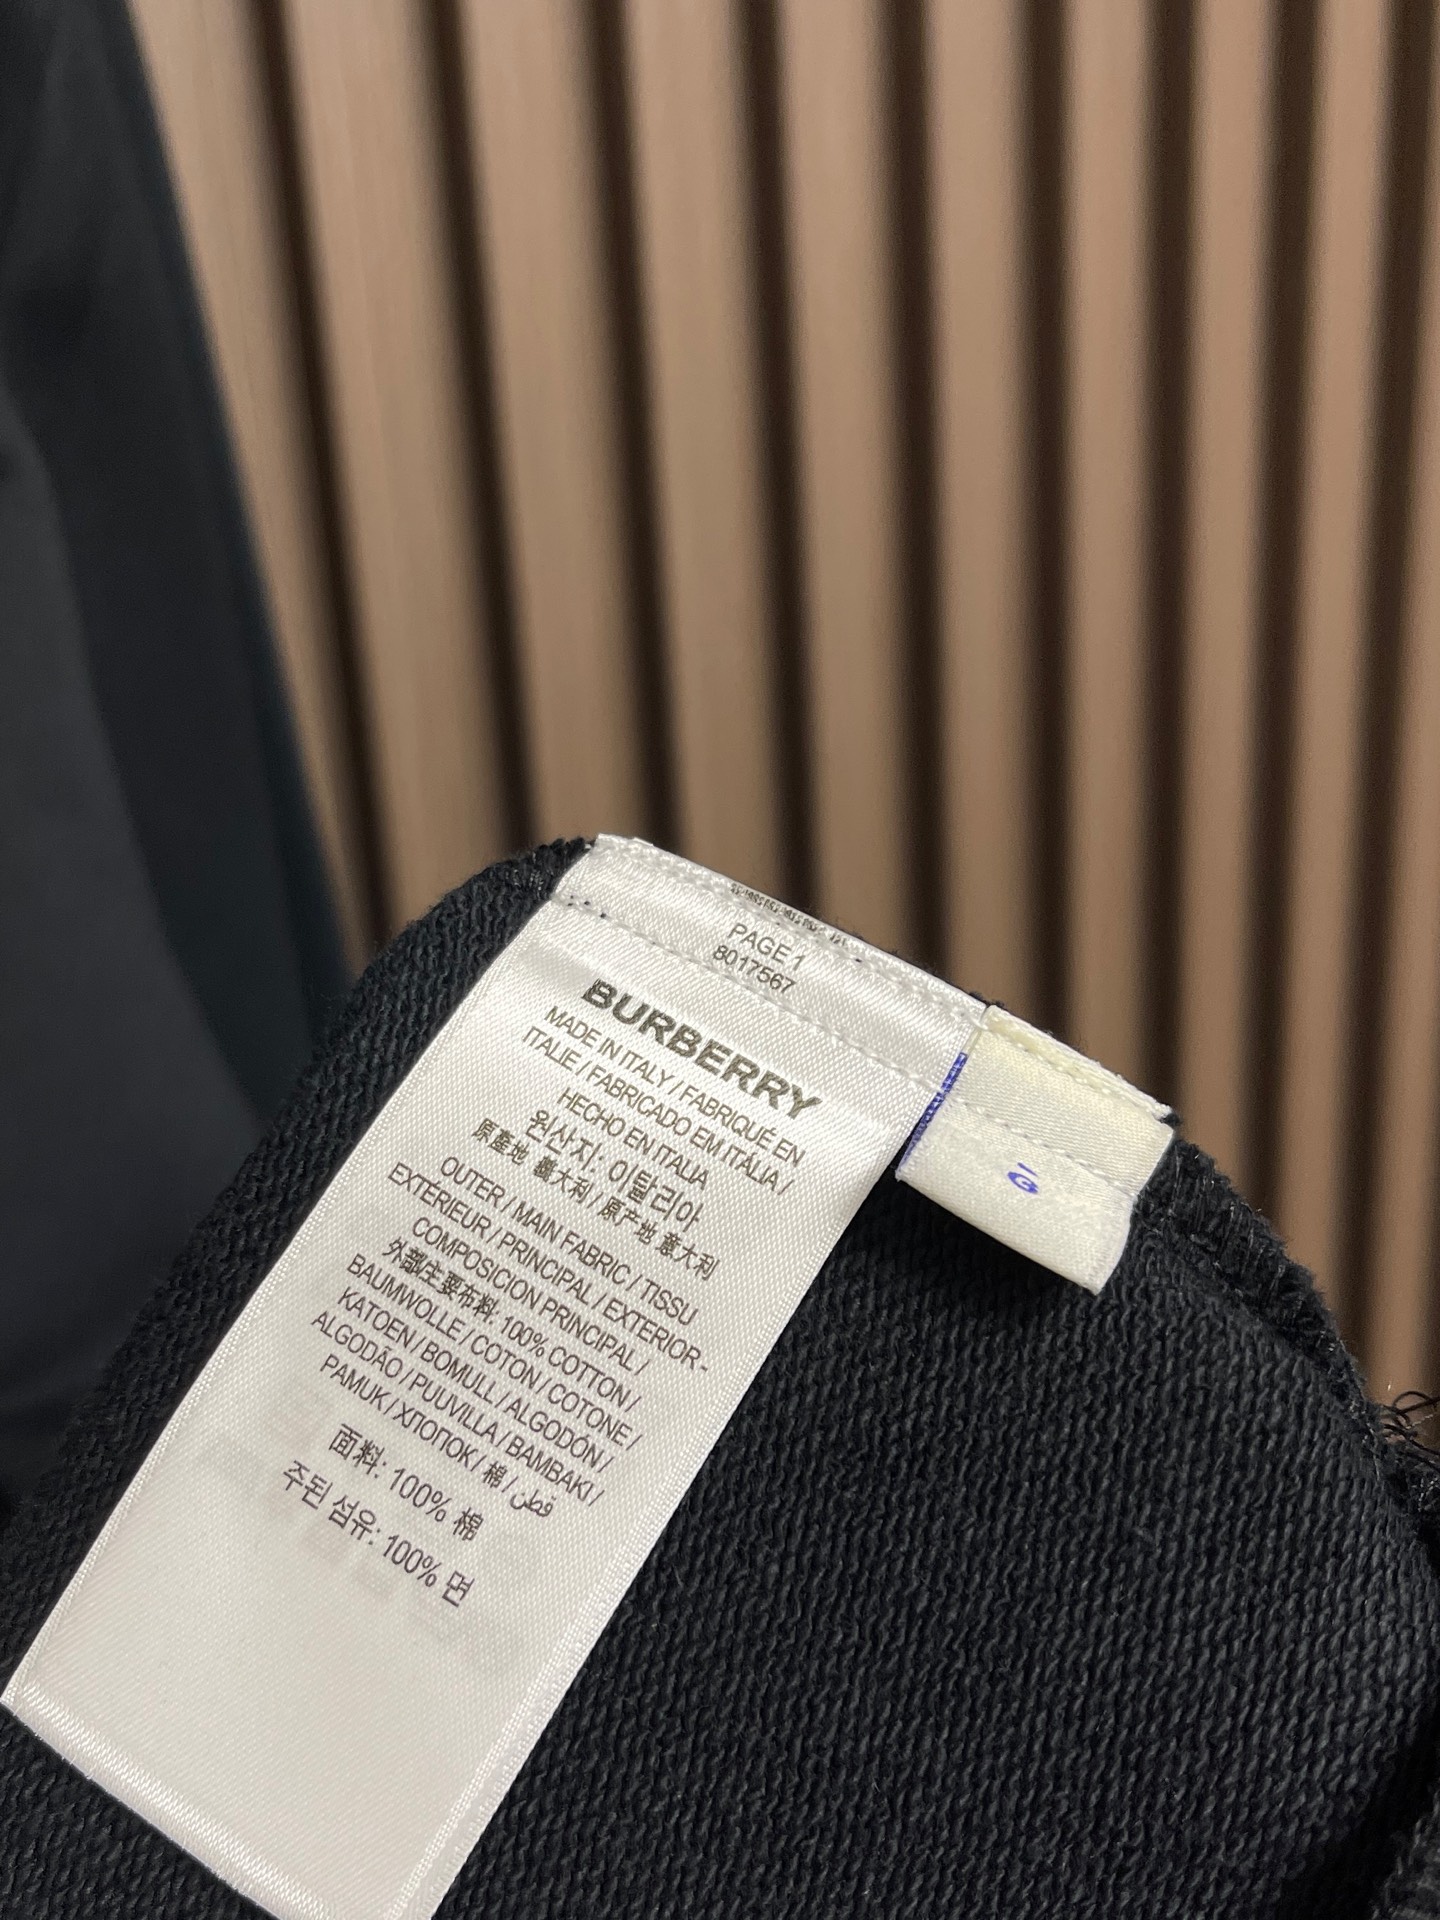 PAGE 1
8017567
BURBERRY
MADE IN ITALY / FABRIQUÉ EN
ITALIE / FABRICADO EM ITÁLIA /
HECHO EN ITALIA
원산지: 이탈리아
原產地 義大利 / 原产地 意大利
OUTER / MAIN FABRIC / TISSU
EXTÉRIEUR / PRINCIPAL / EXTERIOR-
COMPOSICION PRINCIPAL /
外部主要布料: 100% COTTON /
BAUMWOLLE / COTON / COTONE /
KATOEN / BOMULL / ALGODÓN /
ALGODÃO / PUUVILLA / BAMBAKI /
PAMUK / ХЛОПОК / 棉 / قطن
面料: 100% 棉
주된 섬유: 100% 면